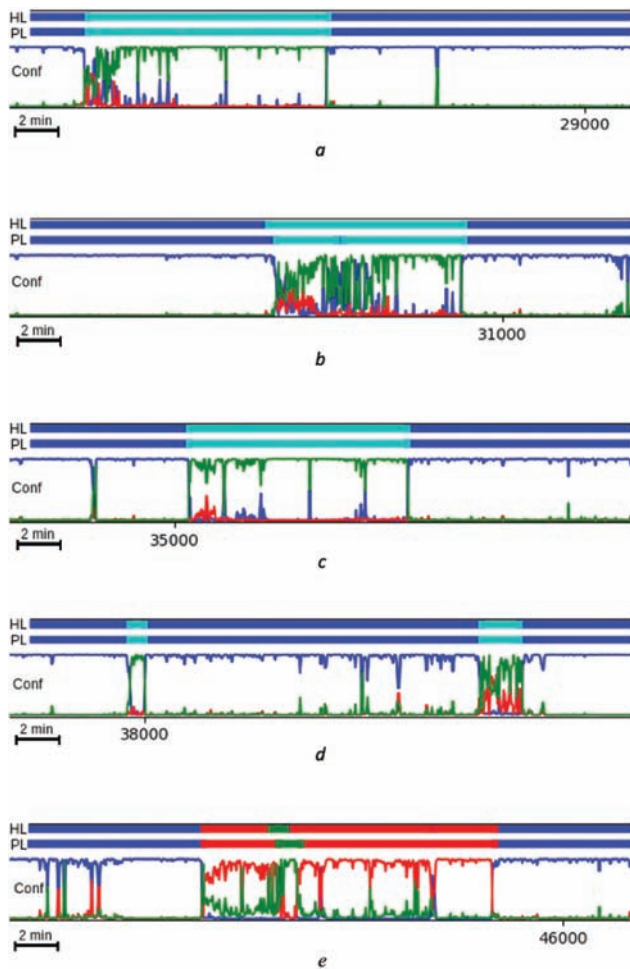 HL
PL
Conf
2 min
29000
a
HL
PL
Conf
2 min
31000
b
HL
PL
Conf
2 min
35000
c
HL
PL
Conf
2 min
38000
d
HL
PL
Conf
2 min
46000
e